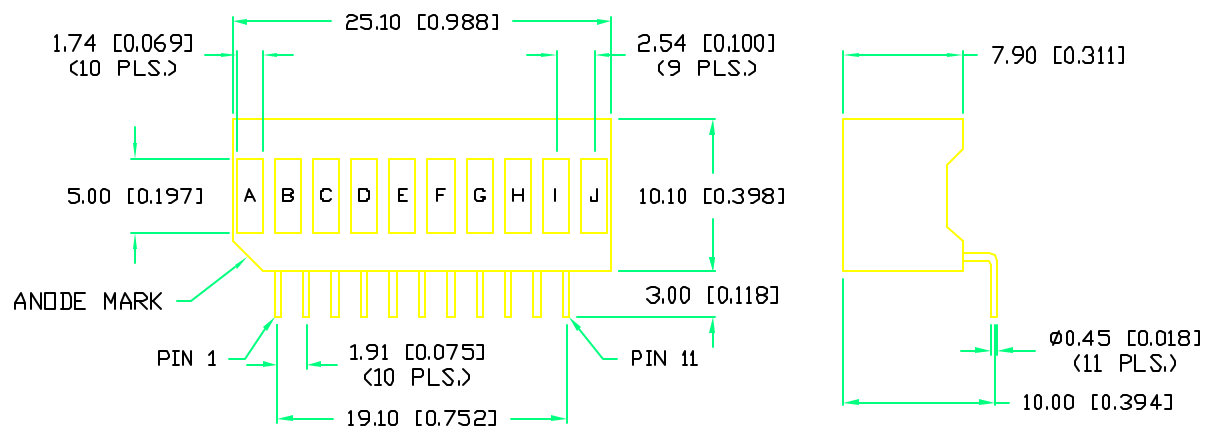 25.10 [0.988]
1.74 [0.069]
(10 PLS.)
2.54 [0.100]
(9 PLS.)
7.90 [0.311]
5.00 [0.197]
A B C D E F G H I J
10.10 [0.398]
ANODE MARK
3.00 [0.118]
PIN 1
1.91 [0.075]
(10 PLS.)
PIN 11
Ø0.45 [0.018]
(11 PLS.)
19.10 [0.752]
10.00 [0.394]